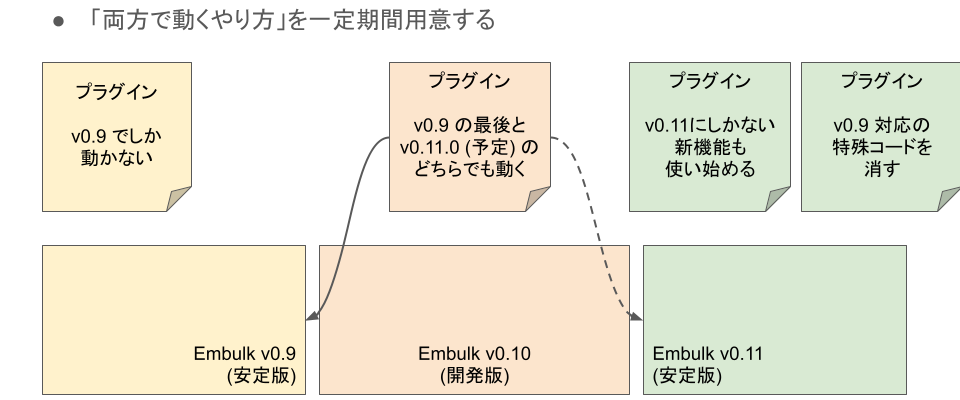 ● 「両方で動くやり方」を一定期間用意する
プラグイン
v0.9 でしか
動かない
プラグイン
v0.9 の最後と
v0.11.0 (予定) の
どちらでも動く
プラグイン
v0.11にしかない
新機能も
使い始める
プラグイン
v0.9 対応の
特殊コードを
消す
Embulk v0.9
(安定版)
Embulk v0.10
(開発版)
Embulk v0.11
(安定版)